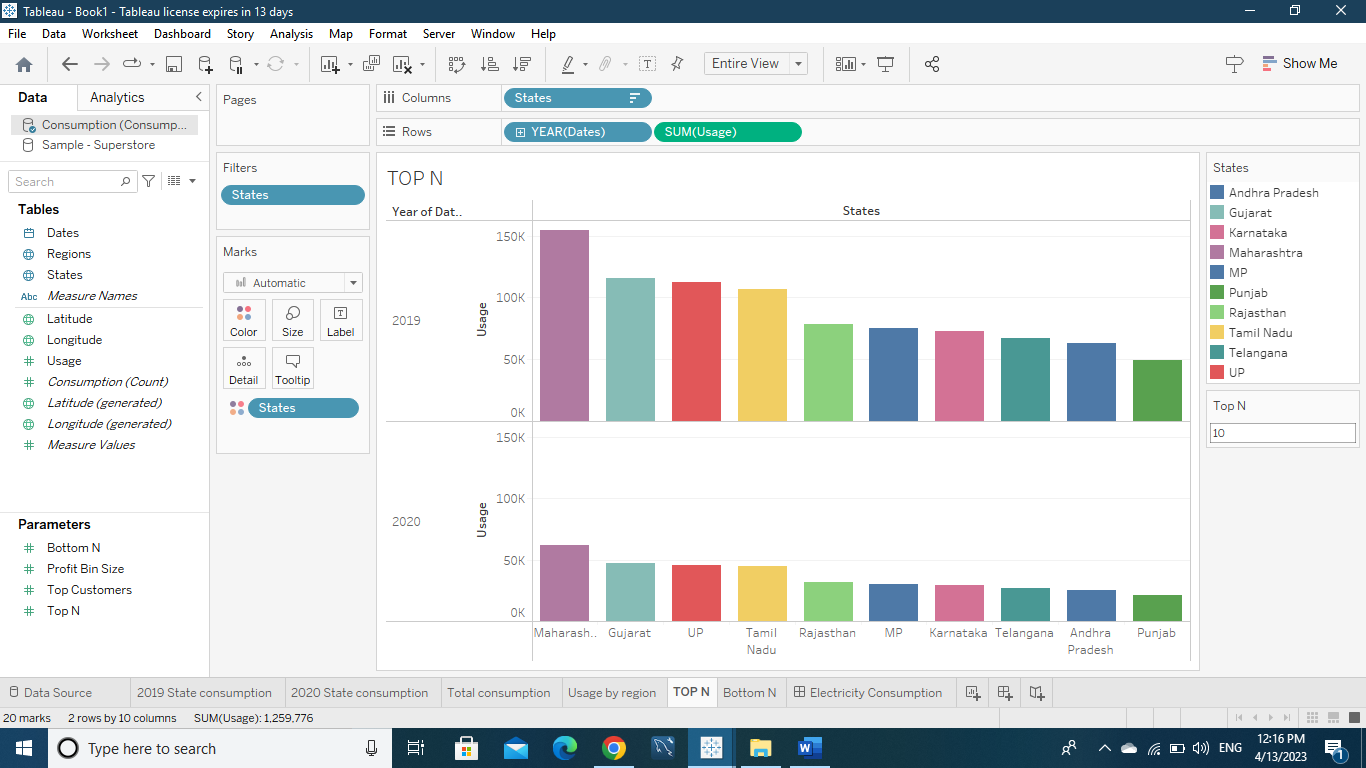 Tableau - Book1 - Tableau license expires in 13 days
File Data Worksheet Dashboard Story Analysis Map Format Server Window Help
Entire View
Show Me
Data Analytics
Consumption (Consump...
Sample - Superstore
Search
Tables
Dates
Regions
States
Abc Measure Names
Latitude
Longitude
Usage
Consumption (Count)
Latitude (generated)
Longitude (generated)
Measure Values
Parameters
Bottom N
Profit Bin Size
Top Customers
Top N
Pages
Filters
States
Marks
Automatic
Color Size Label
Detail Tooltip
States
Columns States
Rows YEAR(Dates) SUM(Usage)
TOP N
Year of Dat..
States
2019
Usage
150K
100K
50K
0K
2020
Usage
150K
100K
50K
0K
Maharash.. Gujarat UP Tamil Nadu Rajasthan MP Karnataka Telangana Andhra Pradesh Punjab
States
Andhra Pradesh
Gujarat
Karnataka
Maharashtra
MP
Punjab
Rajasthan
Tamil Nadu
Telangana
UP
Top N
10
Data Source 2019 State consumption 2020 State consumption Total consumption Usage by region TOP N Bottom N Electricity Consumption
20 marks 2 rows by 10 columns SUM(Usage): 1,259,776
Type here to search
W
ENG
12:16 PM
4/13/2023
1